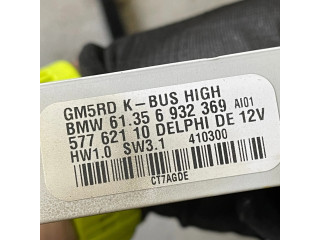 GM5RD K-BUS HIGH
BMW 61.35 6 932 369 AI01
577 621 10 DELPHI DE 12V
HW1.0 SW3.1 410300
CT7AGDE